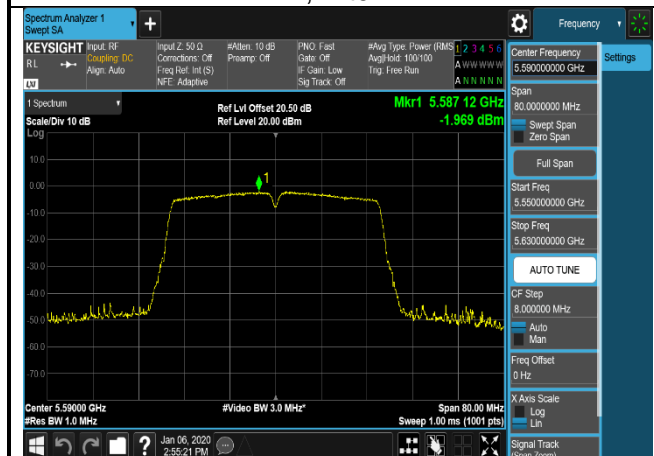 Spectrum Analyzer 1
Swept SA
Frequency
KEYSIGHT
R L
LXI
Input: RF
Coupling: DC
Align: Auto
Input Z: 50 Ω
Corrections: Off
Freq Ref: Int (S)
NFE: Adaptive
#Atten: 10 dB
Preamp: Off
PNO: Fast
Gate: Off
IF Gain: Low
Sig Track: Off
#Avg Type: Power (RMS
Avg|Hold: 100/100
Trig: Free Run
1 2 3 4 5 6
A W W W W W
A N N N N N
1 Spectrum
Scale/Div 10 dB
Log
Ref Lvl Offset 20.50 dB
Ref Level 20.00 dBm
Mkr1 5.587 12 GHz
-1.969 dBm
1
10.0
0.00
-10.0
-20.0
-30.0
-40.0
-50.0
-60.0
-70.0
Center 5.59000 GHz
#Res BW 1.0 MHz
#Video BW 3.0 MHz*
Span 80.00 MHz
Sweep 1.00 ms (1001 pts)
Center Frequency
5.590000000 GHz
Settings
Span
80.0000000 MHz
Swept Span
Zero Span
Full Span
Start Freq
5.550000000 GHz
Stop Freq
5.630000000 GHz
AUTO TUNE
CF Step
8.000000 MHz
Auto
Man
Freq Offset
0 Hz
X Axis Scale
Log
Lin
Signal Track
Jan 06, 2020
2:55:21 PM